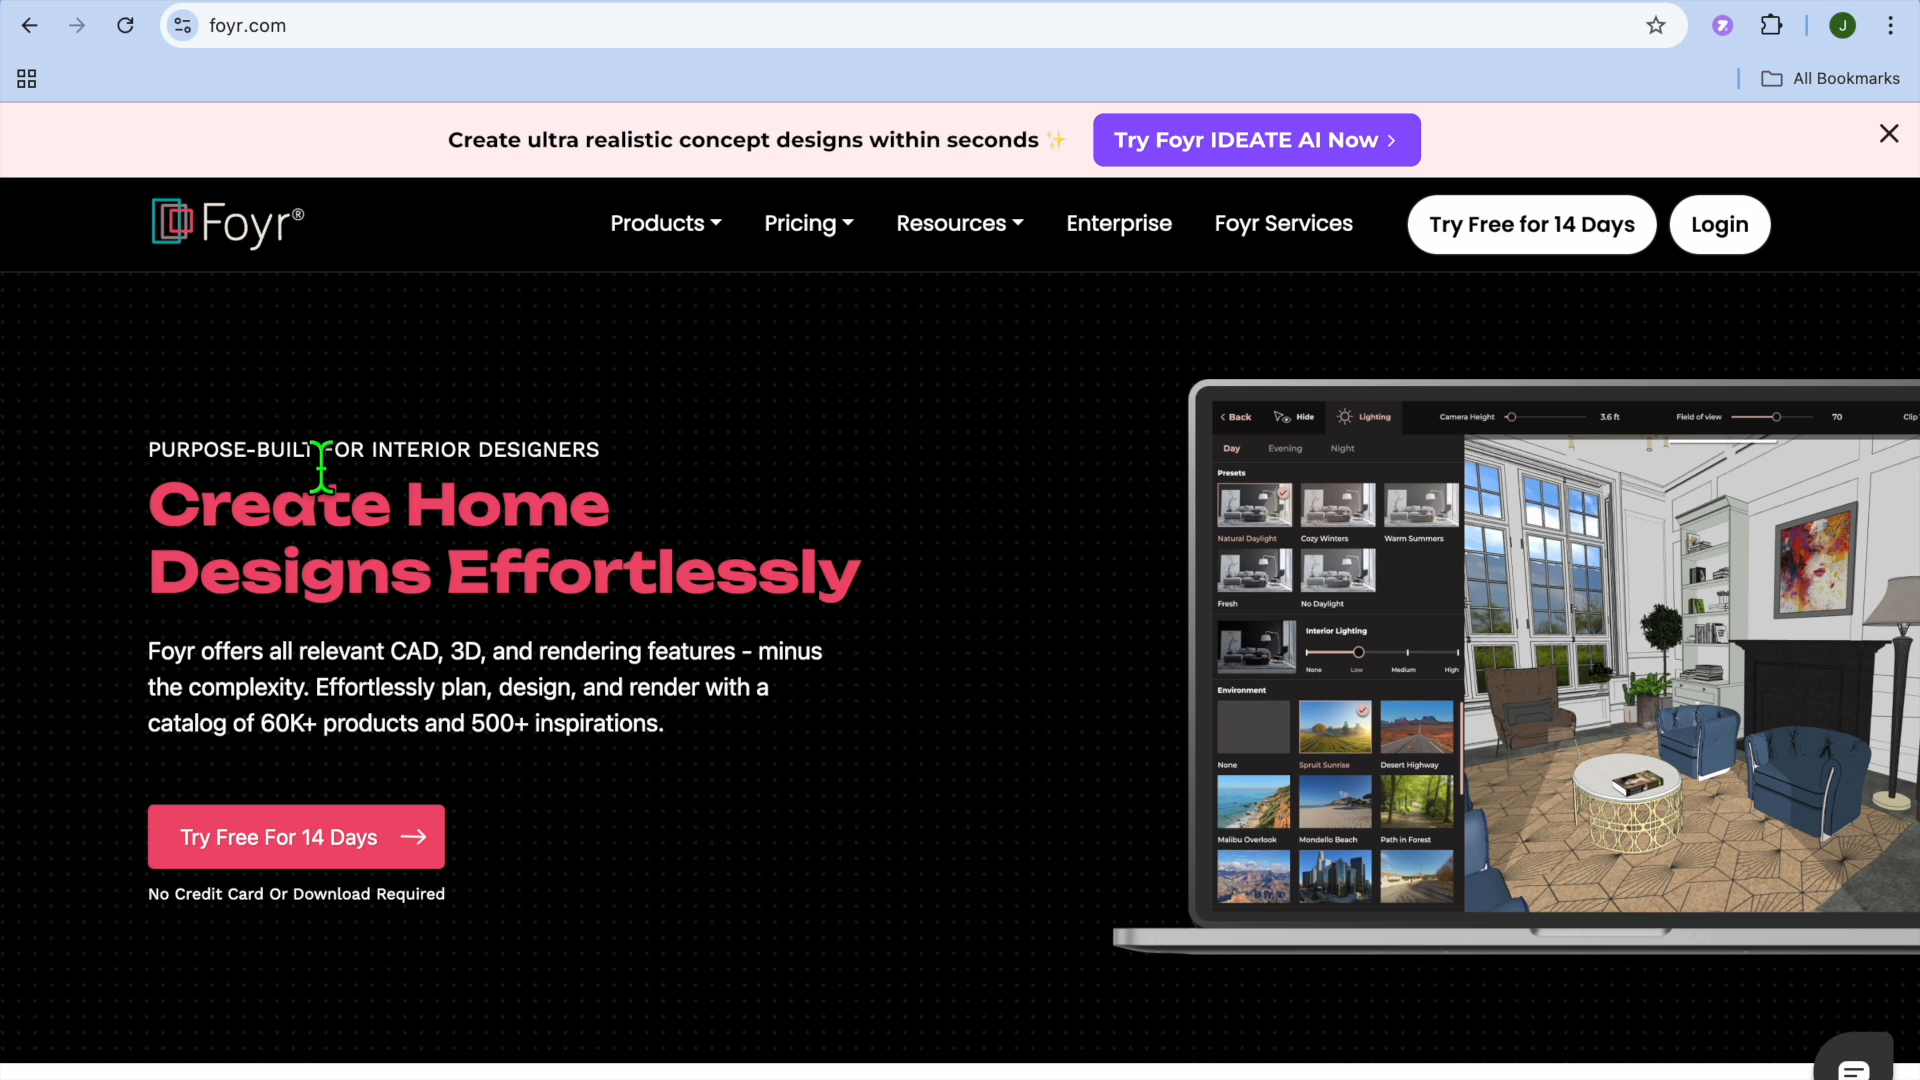 foyr.com
J
All Bookmarks
Create ultra realistic concept designs within seconds ✨
Try Foyr IDEATE AI Now >
Foyr®
Products
Pricing
Resources
Enterprise
Foyr Services
Try Free for 14 Days
Login
PURPOSE-BUILT FOR INTERIOR DESIGNERS
Create Home
Designs Effortlessly
Foyr offers all relevant CAD, 3D, and rendering features - minus
the complexity. Effortlessly plan, design, and render with a
catalog of 60K+ products and 500+ inspirations.
Try Free For 14 Days →
No Credit Card Or Download Required
< Back
Hide
Lighting
Camera Height
3.6 ft
Field of view
70
Clip
Day
Evening
Night
Presets
Natural Daylight
Cozy Winters
Warm Summers
Fresh
No Daylight
Interior Lighting
None
Low
Medium
High
Environment
None
Spruit Sunrise
Desert Highway
Malibu Overlook
Mondello Beach
Path in Forest